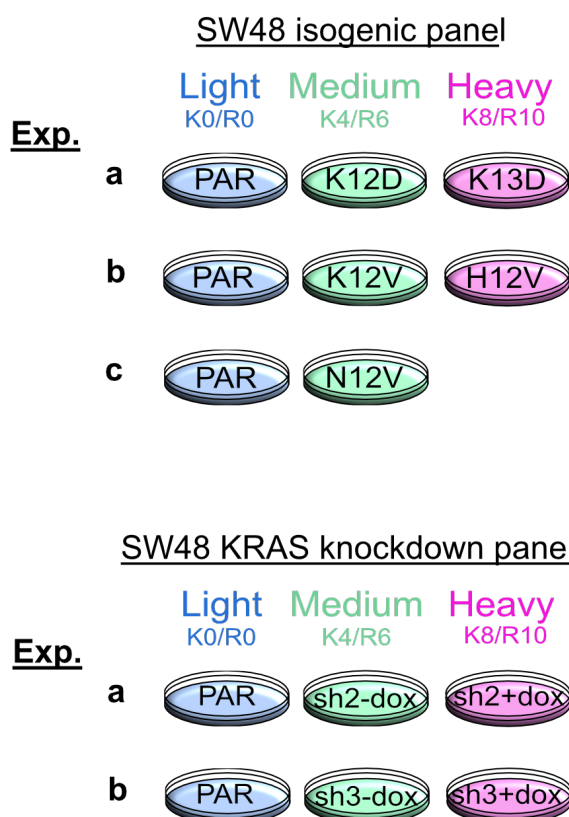 SW48 isogenic panel
Light Medium Heavy
K0/R0 K4/R6 K8/R10
Exp.
a PAR K12D K13D
b PAR K12V H12V
c PAR N12V
SW48 KRAS knockdown pane
Light Medium Heavy
K0/R0 K4/R6 K8/R10
Exp.
a PAR sh2-dox sh2+dox
b PAR sh3-dox sh3+dox